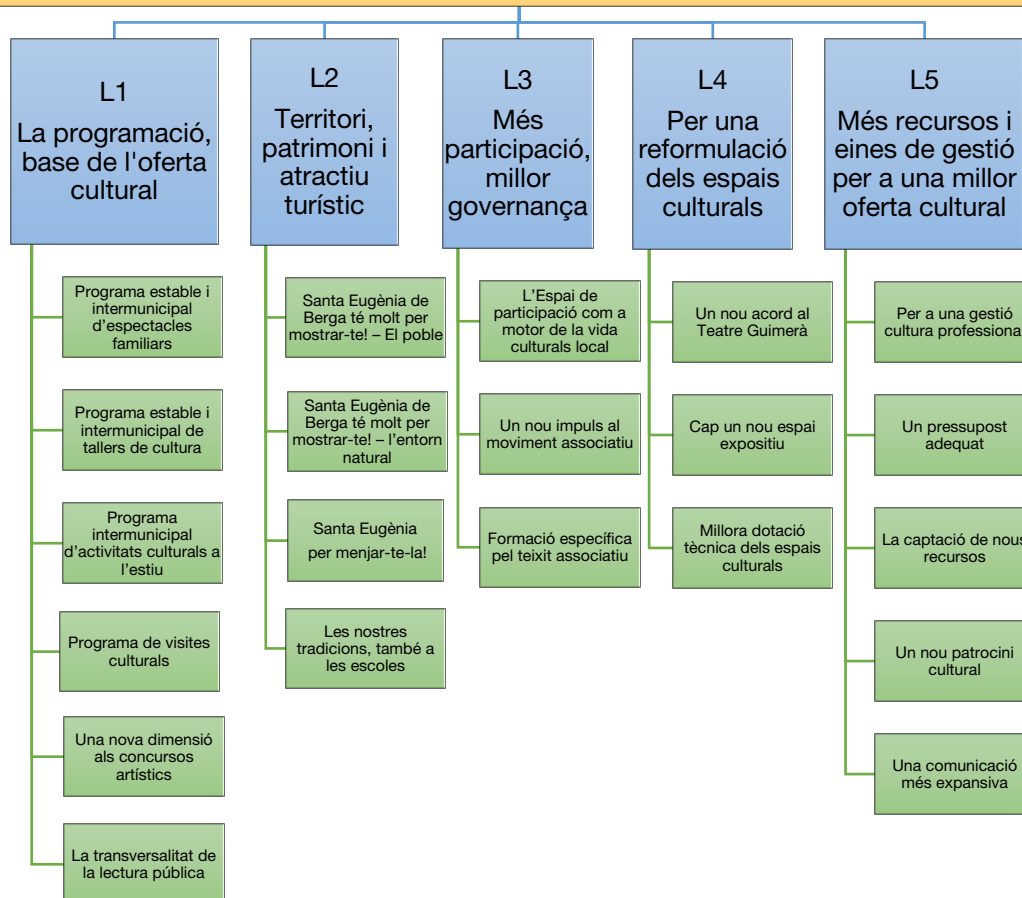 L1
La programació,
base de l'oferta
cultural
Programa estable i
intermunicipal
d'espectacles
familiars
Programa estable i
intermunicipal de
tallers de cultura
Programa
intermunicipal
d'activitats culturals a
l'estiu
Programa de visites
culturals
Una nova dimensió
als concursos
artístics
La transversalitat de
la lectura pública
L2
Territori,
patrimoni i
atractiu
turístic
Santa Eugènia de
Berga té molt per
mostrar-te! – El poble
Santa Eugènia de
Berga té molt per
mostrar-te! – l'entorn
natural
Santa Eugènia
per menjar-te-la!
Les nostres
tradicions, també a
les escoles
L3
Més
participació,
millor
governança
L'Espai de
participació com a
motor de la vida
culturals local
Un nou impuls al
moviment associatiu
Formació específica
pel teixit associatiu
L4
Per una
reformulació
dels espais
culturals
Un nou acord al
Teatre Guimerà
Cap un nou espai
expositiu
Millora dotació
tècnica dels espais
culturals
L5
Més recursos i
eines de gestió
per a una millor
oferta cultural
Per a una gestió
cultura professiona
Un pressupost
adequat
La captació de nous
recursos
Un nou patrocini
cultural
Una comunicació
més expansiva